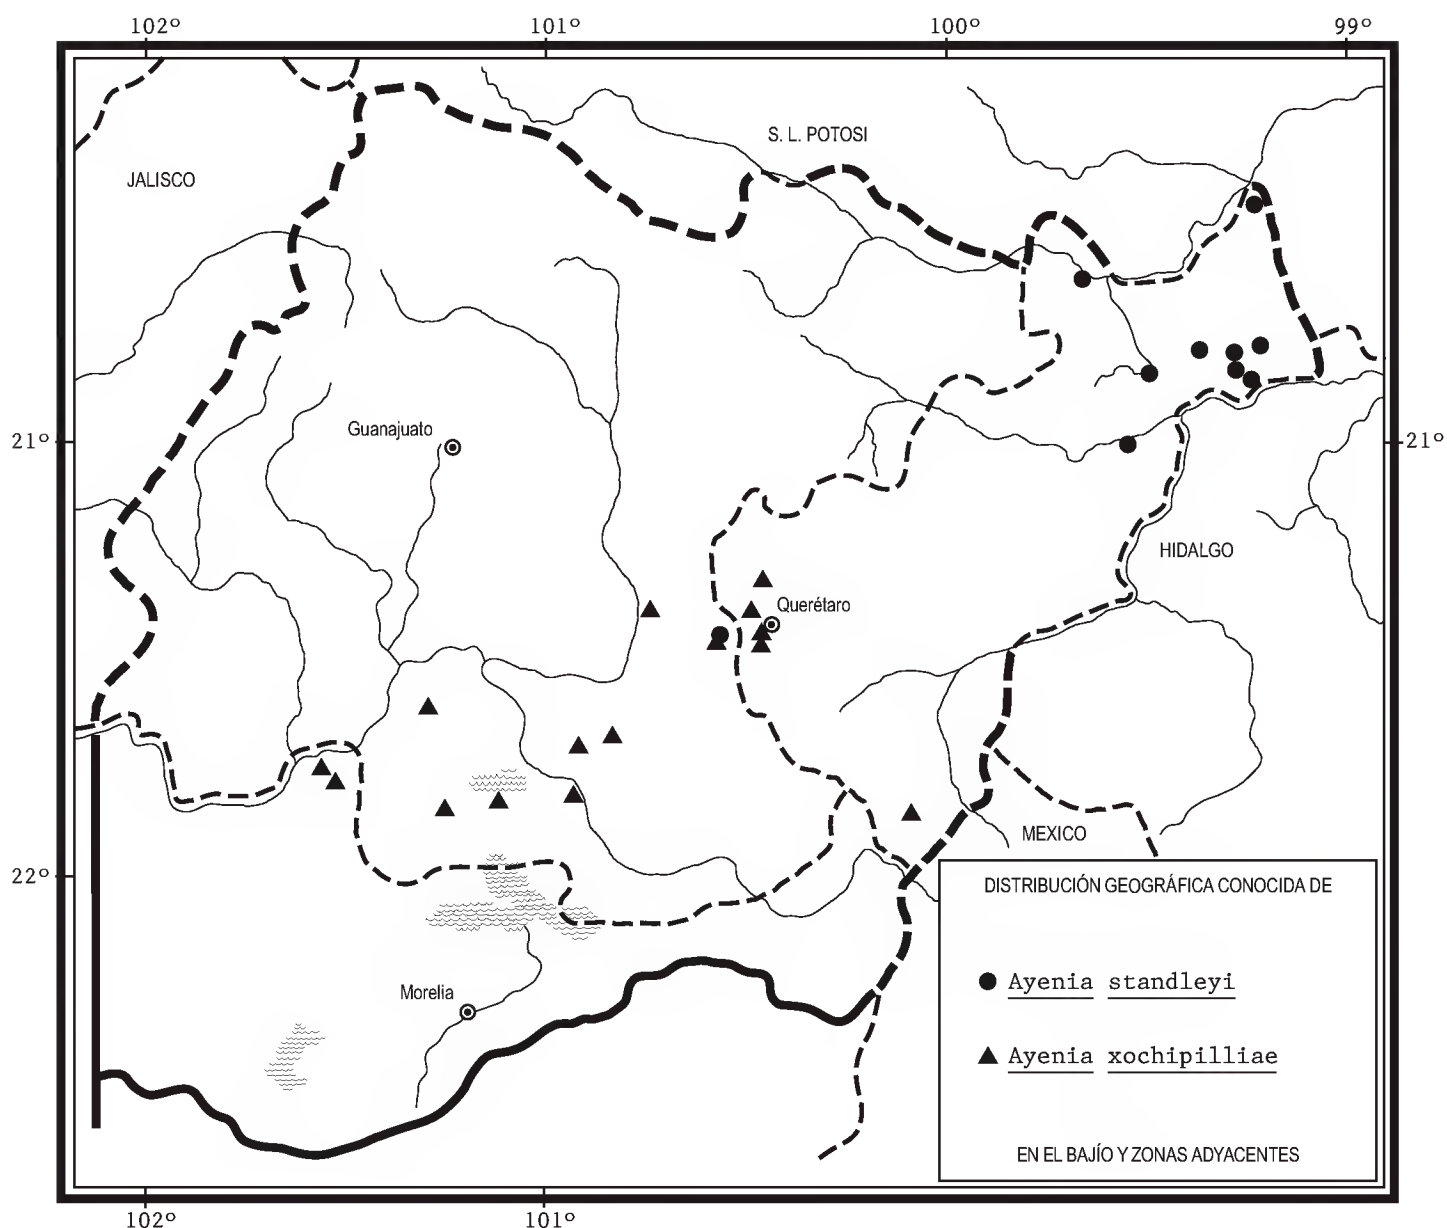 102º 101º 100º 99º
S. L. POTOSI
JALISCO
Guanajuato
21º 21º
HIDALGO
Querétaro
MEXICO
22º
DISTRIBUCIÓN GEOGRÁFICA CONOCIDA DE
Ayenia standleyi
Morelia
Ayenia xochipilliae
EN EL BAJÍO Y ZONAS ADYACENTES
102º 101º